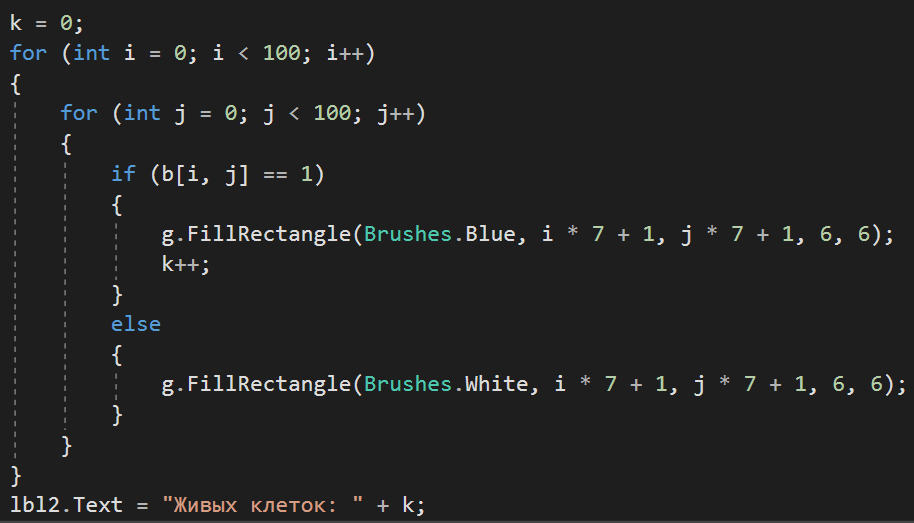 k = 0;
for (int i = 0; i < 100; i++)
{
    for (int j = 0; j < 100; j++)
    {
        if (b[i, j] == 1)
        {
            g.FillRectangle(Brushes.Blue, i * 7 + 1, j * 7 + 1, 6, 6);
            k++;
        }
        else
        {
            g.FillRectangle(Brushes.White, i * 7 + 1, j * 7 + 1, 6, 6);
        }
    }
}
lbl2.Text = "Живых клеток: " + k;